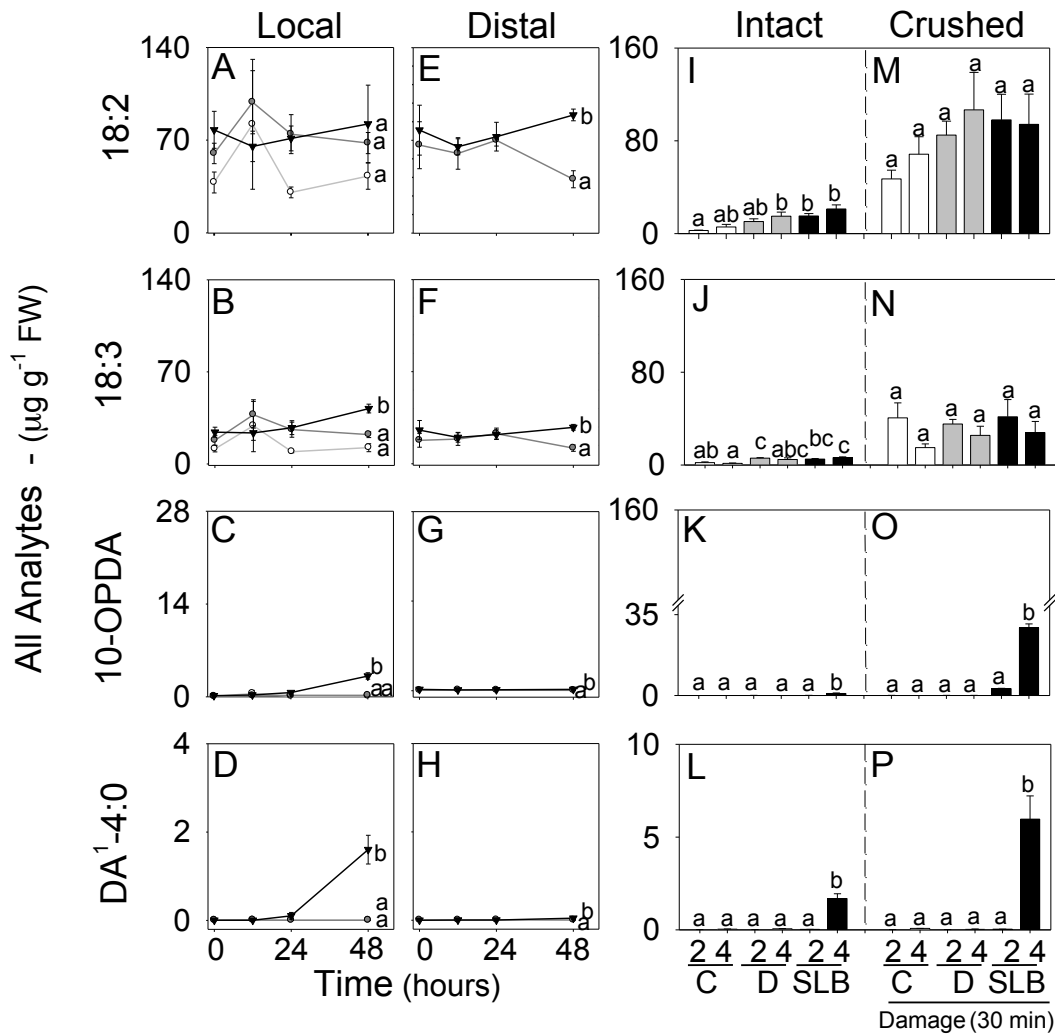 Local Distal Intact Crushed
All Analytes - (µg g⁻¹ FW)
18:2
140
70
0
A
a
a
a
E
b
a
160
80
0
I
a ab ab b b b
M
a a a a a a
18:3
140
70
0
B
b
a
a
F
b
a
160
80
0
J
ab a c abc bc c
N
a a a a a a
10-OPDA
28
14
0
C
b
aa
G
b
a
160
35
0
K
a a a a a b
O
a a a a a b
DA¹-4:0
4
2
0
D
b
a
a
H
b
a
10
5
0
L
a a a a a b
P
a a a a a b
0 24 48 0 24 48
Time (hours)
2 4 2 4 2 4 2 4 2 4 2 4
C D SLB C D SLB
Damage (30 min)